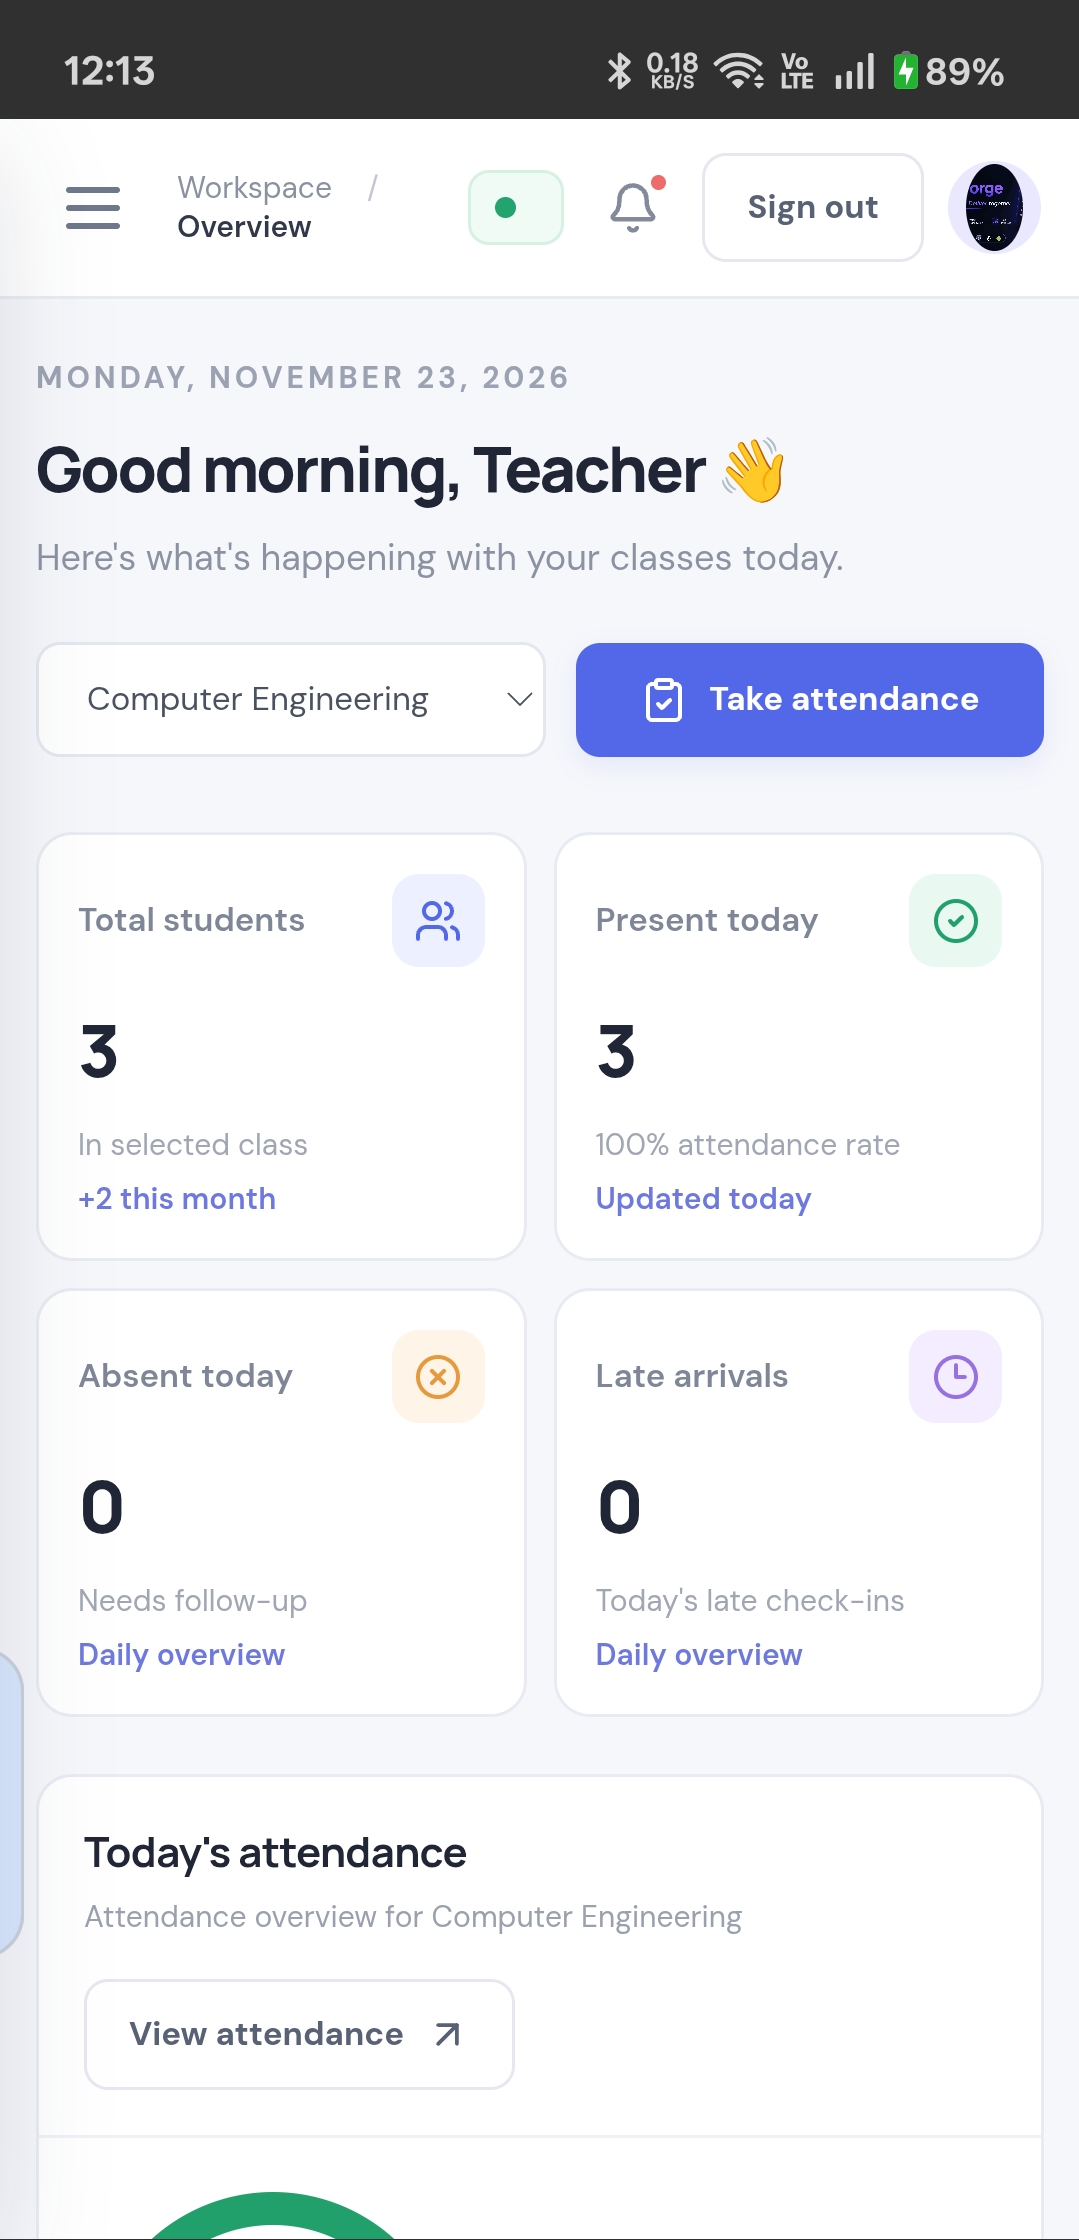 12:13
0.18 KB/S Vo LTE 89%
Workspace /
Overview
Sign out
orge
MONDAY, NOVEMBER 23, 2026
Good morning, Teacher 👋
Here's what's happening with your classes today.
Computer Engineering
Take attendance
Total students
3
In selected class
+2 this month
Present today
3
100% attendance rate
Updated today
Absent today
0
Needs follow-up
Daily overview
Late arrivals
0
Today's late check-ins
Daily overview
Today's attendance
Attendance overview for Computer Engineering
View attendance